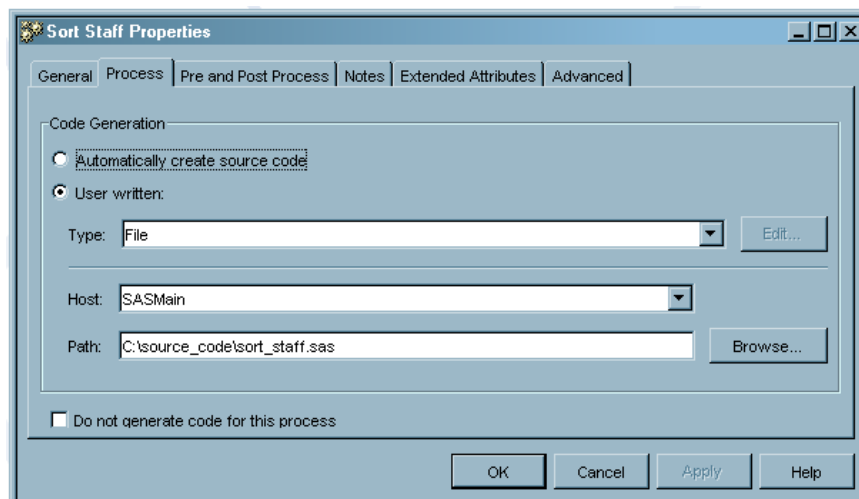 Sort Staff Properties
General Process Pre and Post Process Notes Extended Attributes Advanced
Code Generation
Automatically create source code
User written:
Type: File Edit...
Host: SASMain
Path: C:\source_code\sort_staff.sas Browse...
Do not generate code for this process
OK Cancel Apply Help